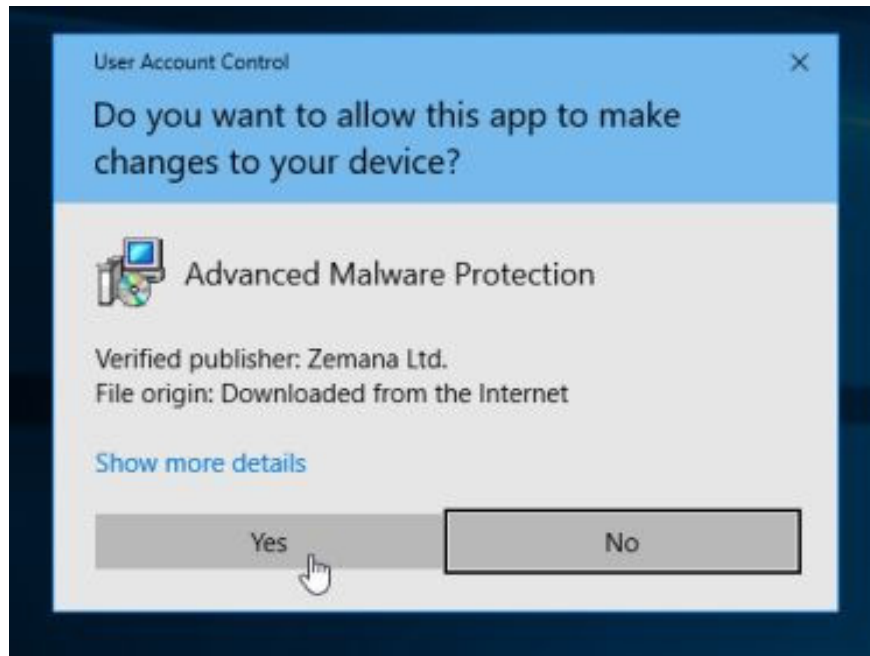 User Account Control
Do you want to allow this app to make
changes to your device?
Advanced Malware Protection
Verified publisher: Zemana Ltd.
File origin: Downloaded from the Internet
Show more details
Yes
No